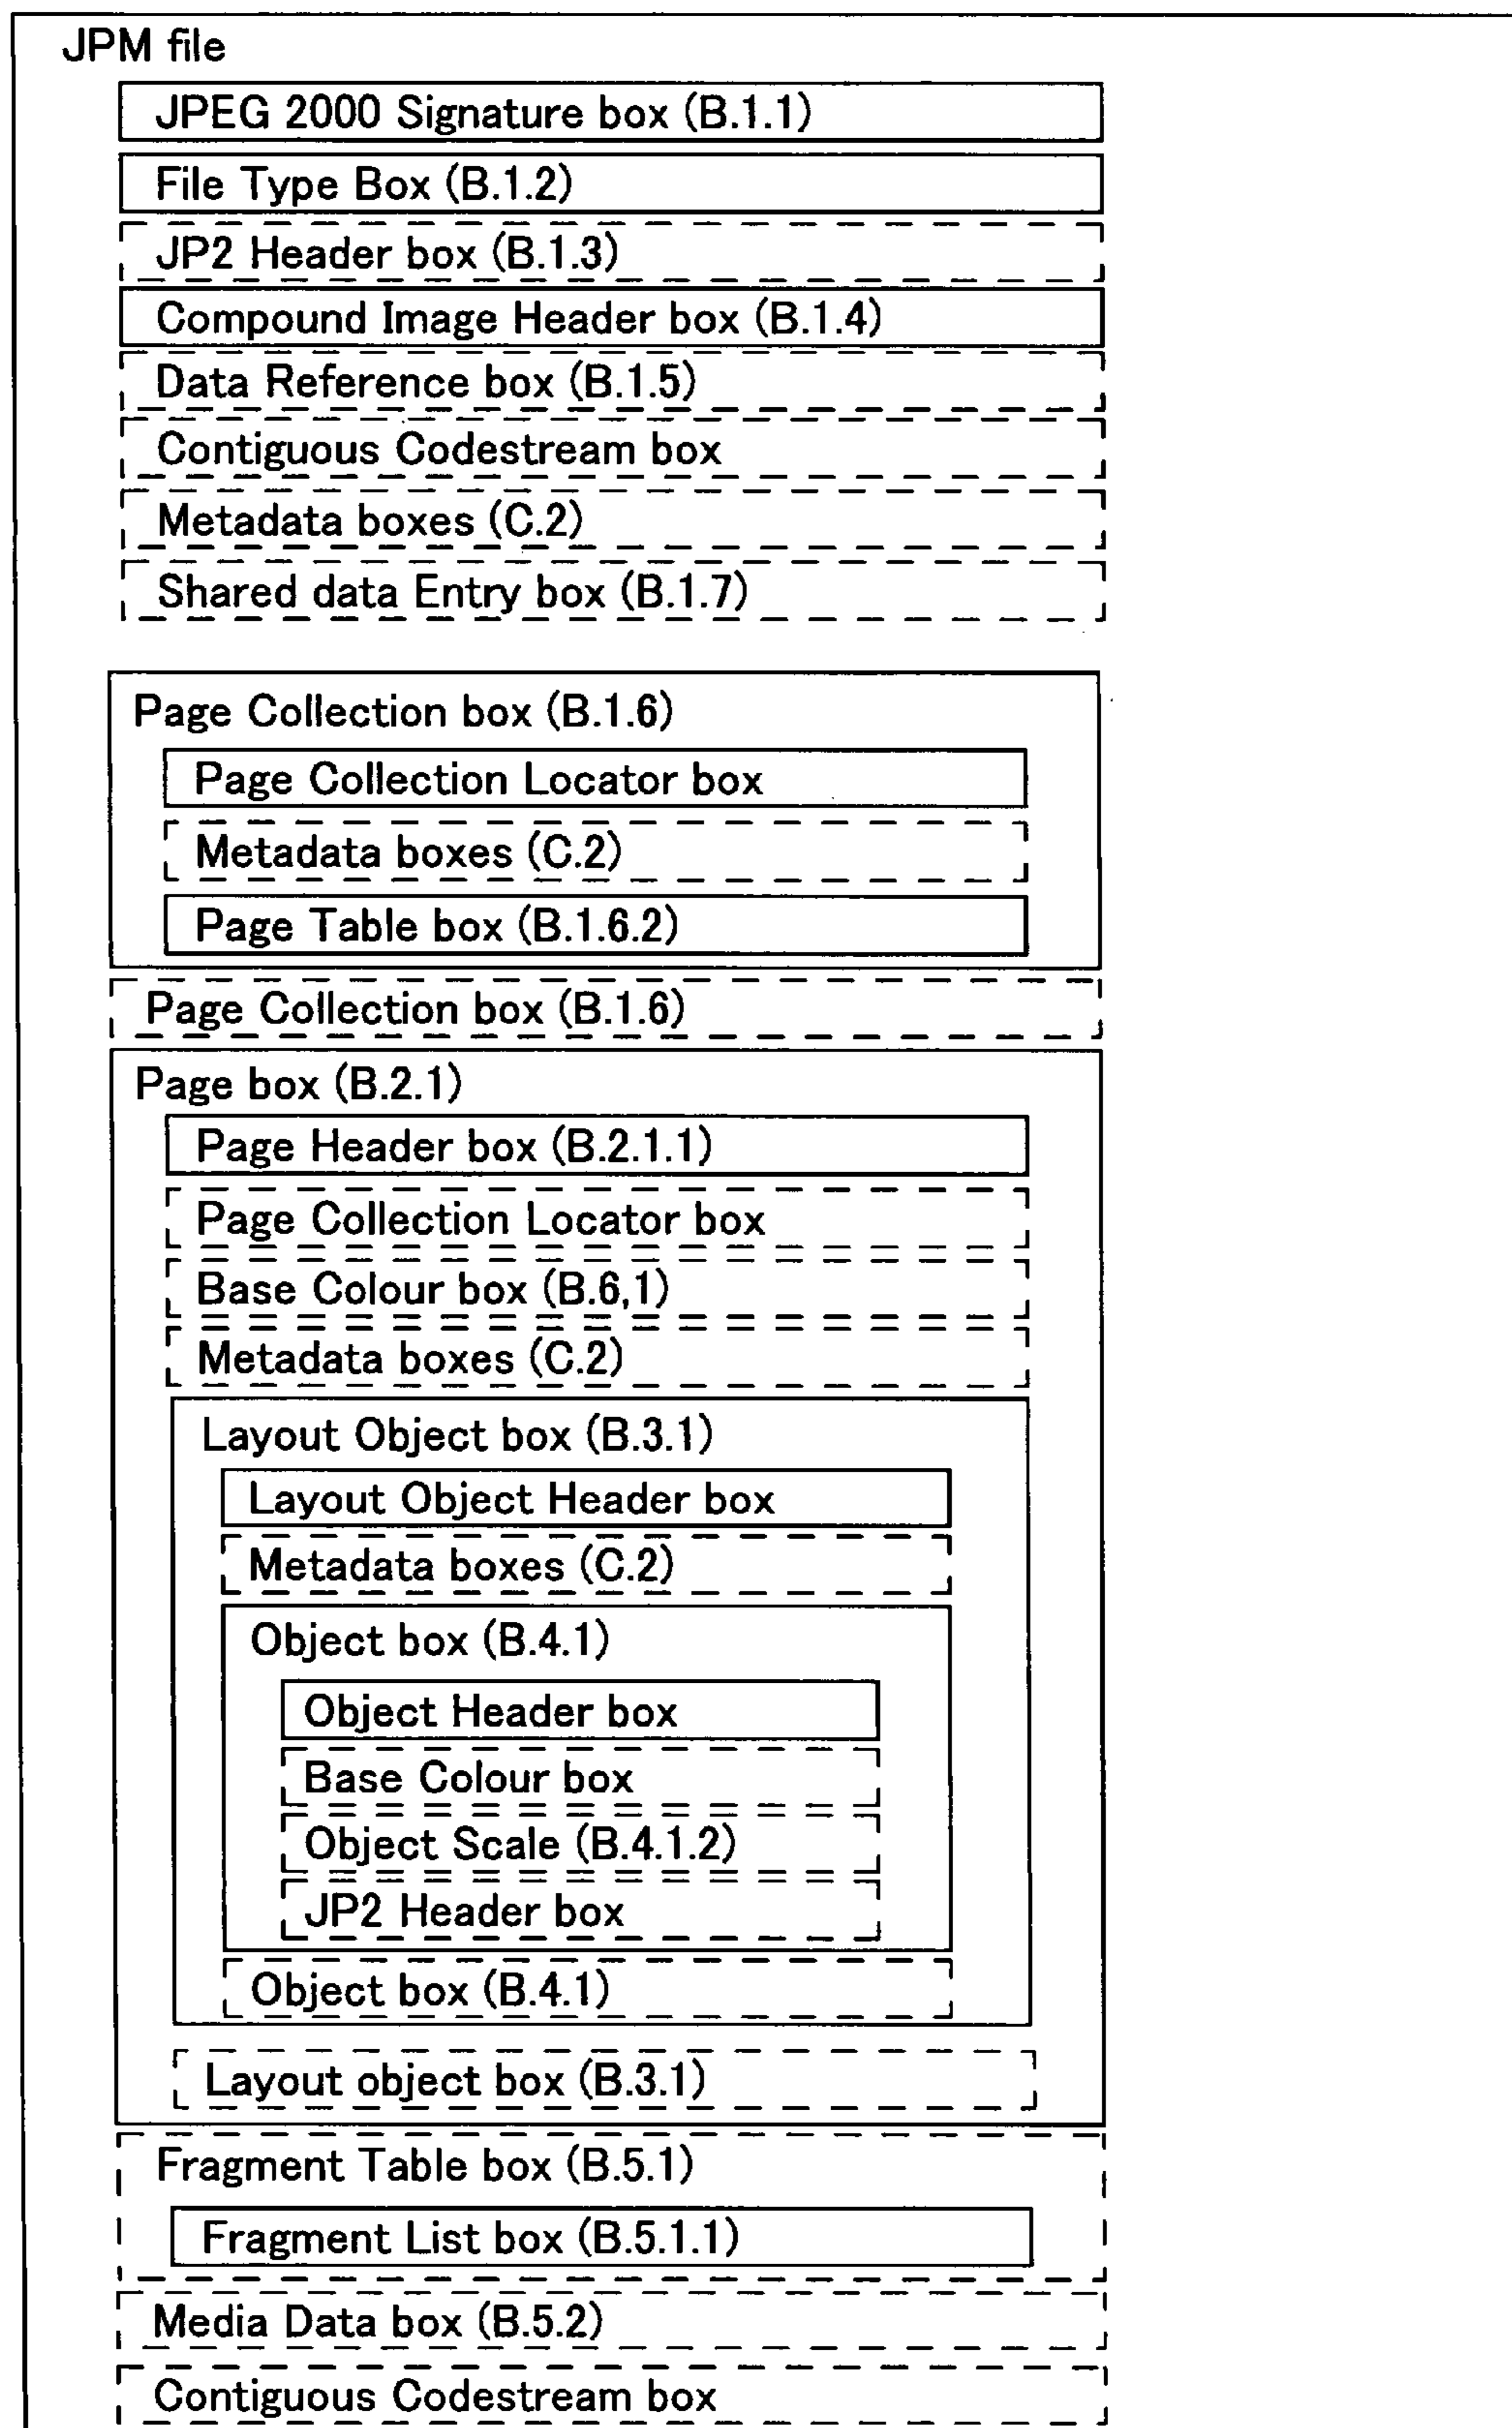 JPM file
JPEG 2000 Signature box (B.1.1)
File Type Box (B.1.2)
JP2 Header box (B.1.3)
Compound Image Header box (B.1.4)
Data Reference box (B.1.5)
Contiguous Codestream box
Metadata boxes (C.2)
Shared data Entry box (B.1.7)
Page Collection box (B.1.6)
Page Collection Locator box
Metadata boxes (C.2)
Page Table box (B.1.6.2)
Page Collection box (B.1.6)
Page box (B.2.1)
Page Header box (B.2.1.1)
Page Collection Locator box
Base Colour box (B.6,1)
Metadata boxes (C.2)
Layout Object box (B.3.1)
Layout Object Header box
Metadata boxes (C.2)
Object box (B.4.1)
Object Header box
Base Colour box
Object Scale (B.4.1.2)
JP2 Header box
Object box (B.4.1)
Layout object box (B.3.1)
Fragment Table box (B.5.1)
Fragment List box (B.5.1.1)
Media Data box (B.5.2)
Contiguous Codestream box